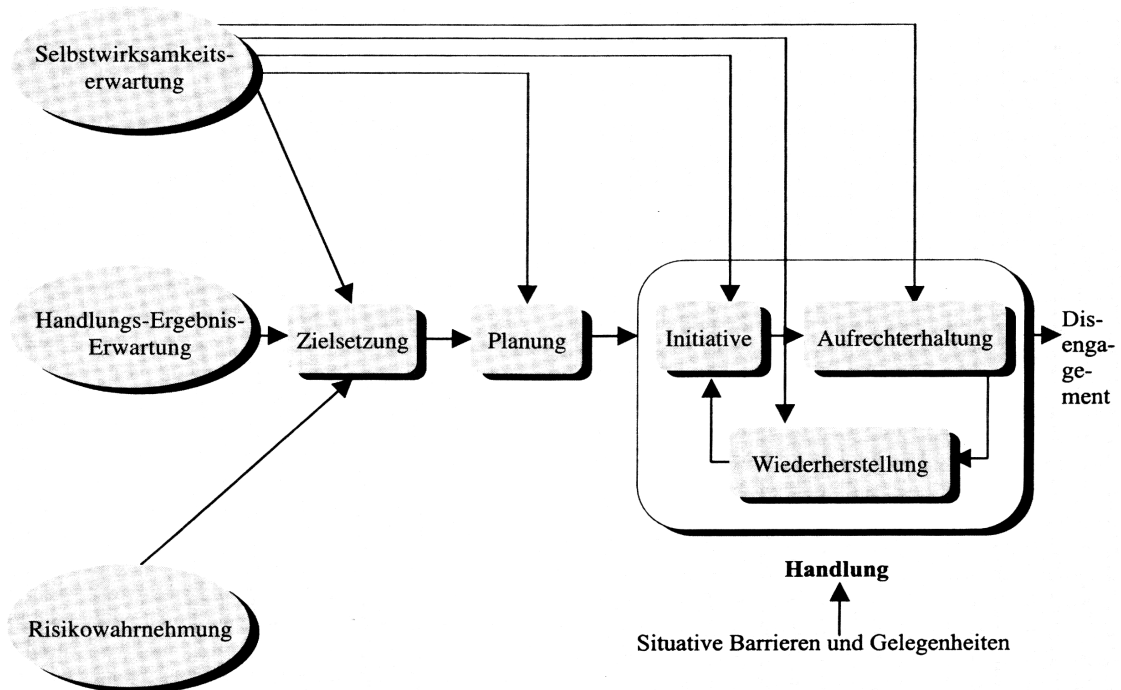 Selbstwirksamkeits-
erwartung
Handlungs-Ergebnis-
Erwartung
Zielsetzung
Planung
Initiative
Aufrechterhaltung
Dis-
enga-
ge-
ment
Wiederherstellung
Handlung
Risikowahrnehmung
Situative Barrieren und Gelegenheiten